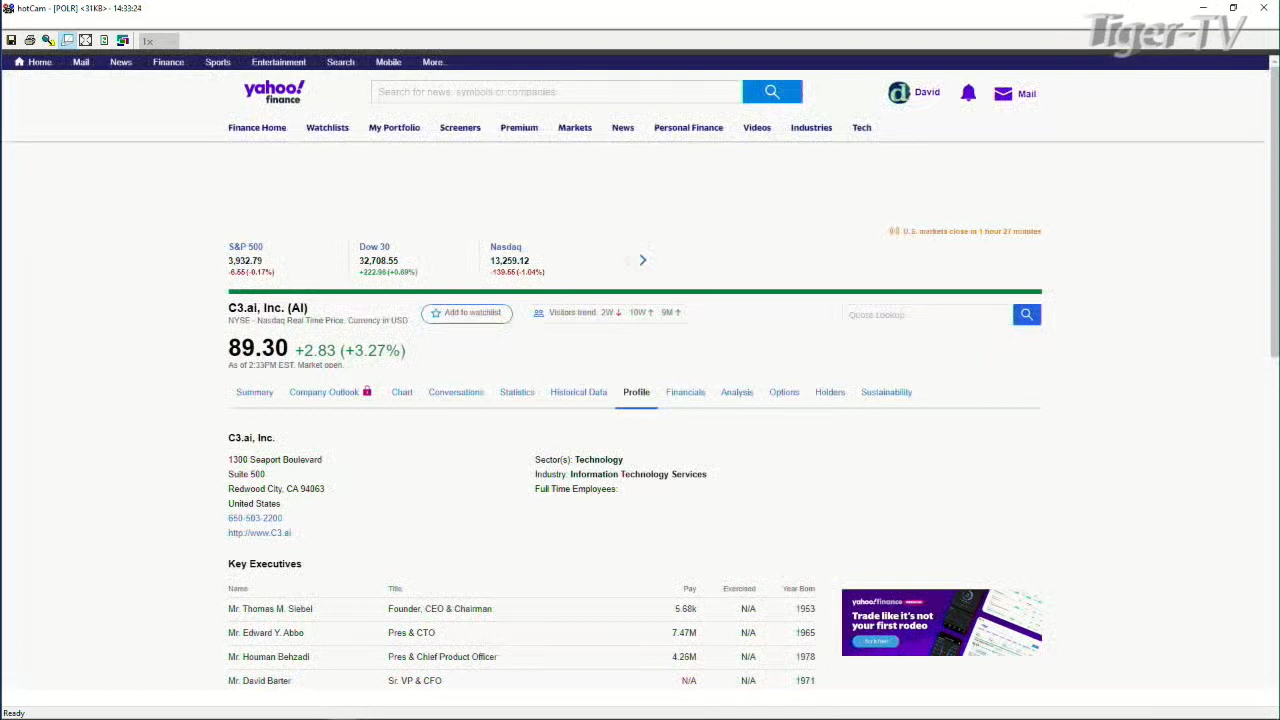 hotCam - [POLR] <31KB> - 14:33:24
Tiger-TV
1x
Home Mail News Finance Sports Entertainment Search Mobile More...
yahoo!
finance
Search for news, symbols or companies
David
Mail
Finance Home Watchlists My Portfolio Screeners Premium Markets News Personal Finance Videos Industries Tech
U.S. markets close in 1 hour 27 minutes
S&P 500 Dow 30 Nasdaq
3,932.79 32,708.55 13,259.12
-6.55 (-0.17%) +222.96 (+0.69%) -139.55 (-1.04%)
C3.ai, Inc. (AI)
NYSE - Nasdaq Real Time Price. Currency in USD
Add to watchlist
Visitors trend 2W ↓ 10W ↑ 9M ↑
Quote Lookup
89.30 +2.83 (+3.27%)
As of 2:33PM EST. Market open.
Summary Company Outlook Chart Conversations Statistics Historical Data Profile Financials Analysis Options Holders Sustainability
C3.ai, Inc.
1300 Seaport Boulevard
Suite 500
Redwood City, CA 94063
United States
650-503-2200
http://www.C3.ai
Sector(s): Technology
Industry: Information Technology Services
Full Time Employees:
Key Executives
Name Title Pay Exercised Year Born
Mr. Thomas M. Siebel Founder, CEO & Chairman 5.68k N/A 1953
Mr. Edward Y. Abbo Pres & CTO 7.47M N/A 1965
Mr. Houman Behzadi Pres & Chief Product Officer 4.26M N/A 1978
Mr. David Barter Sr. VP & CFO N/A N/A 1971
yahoo!finance
Trade like it's not
your first rodeo
Ready